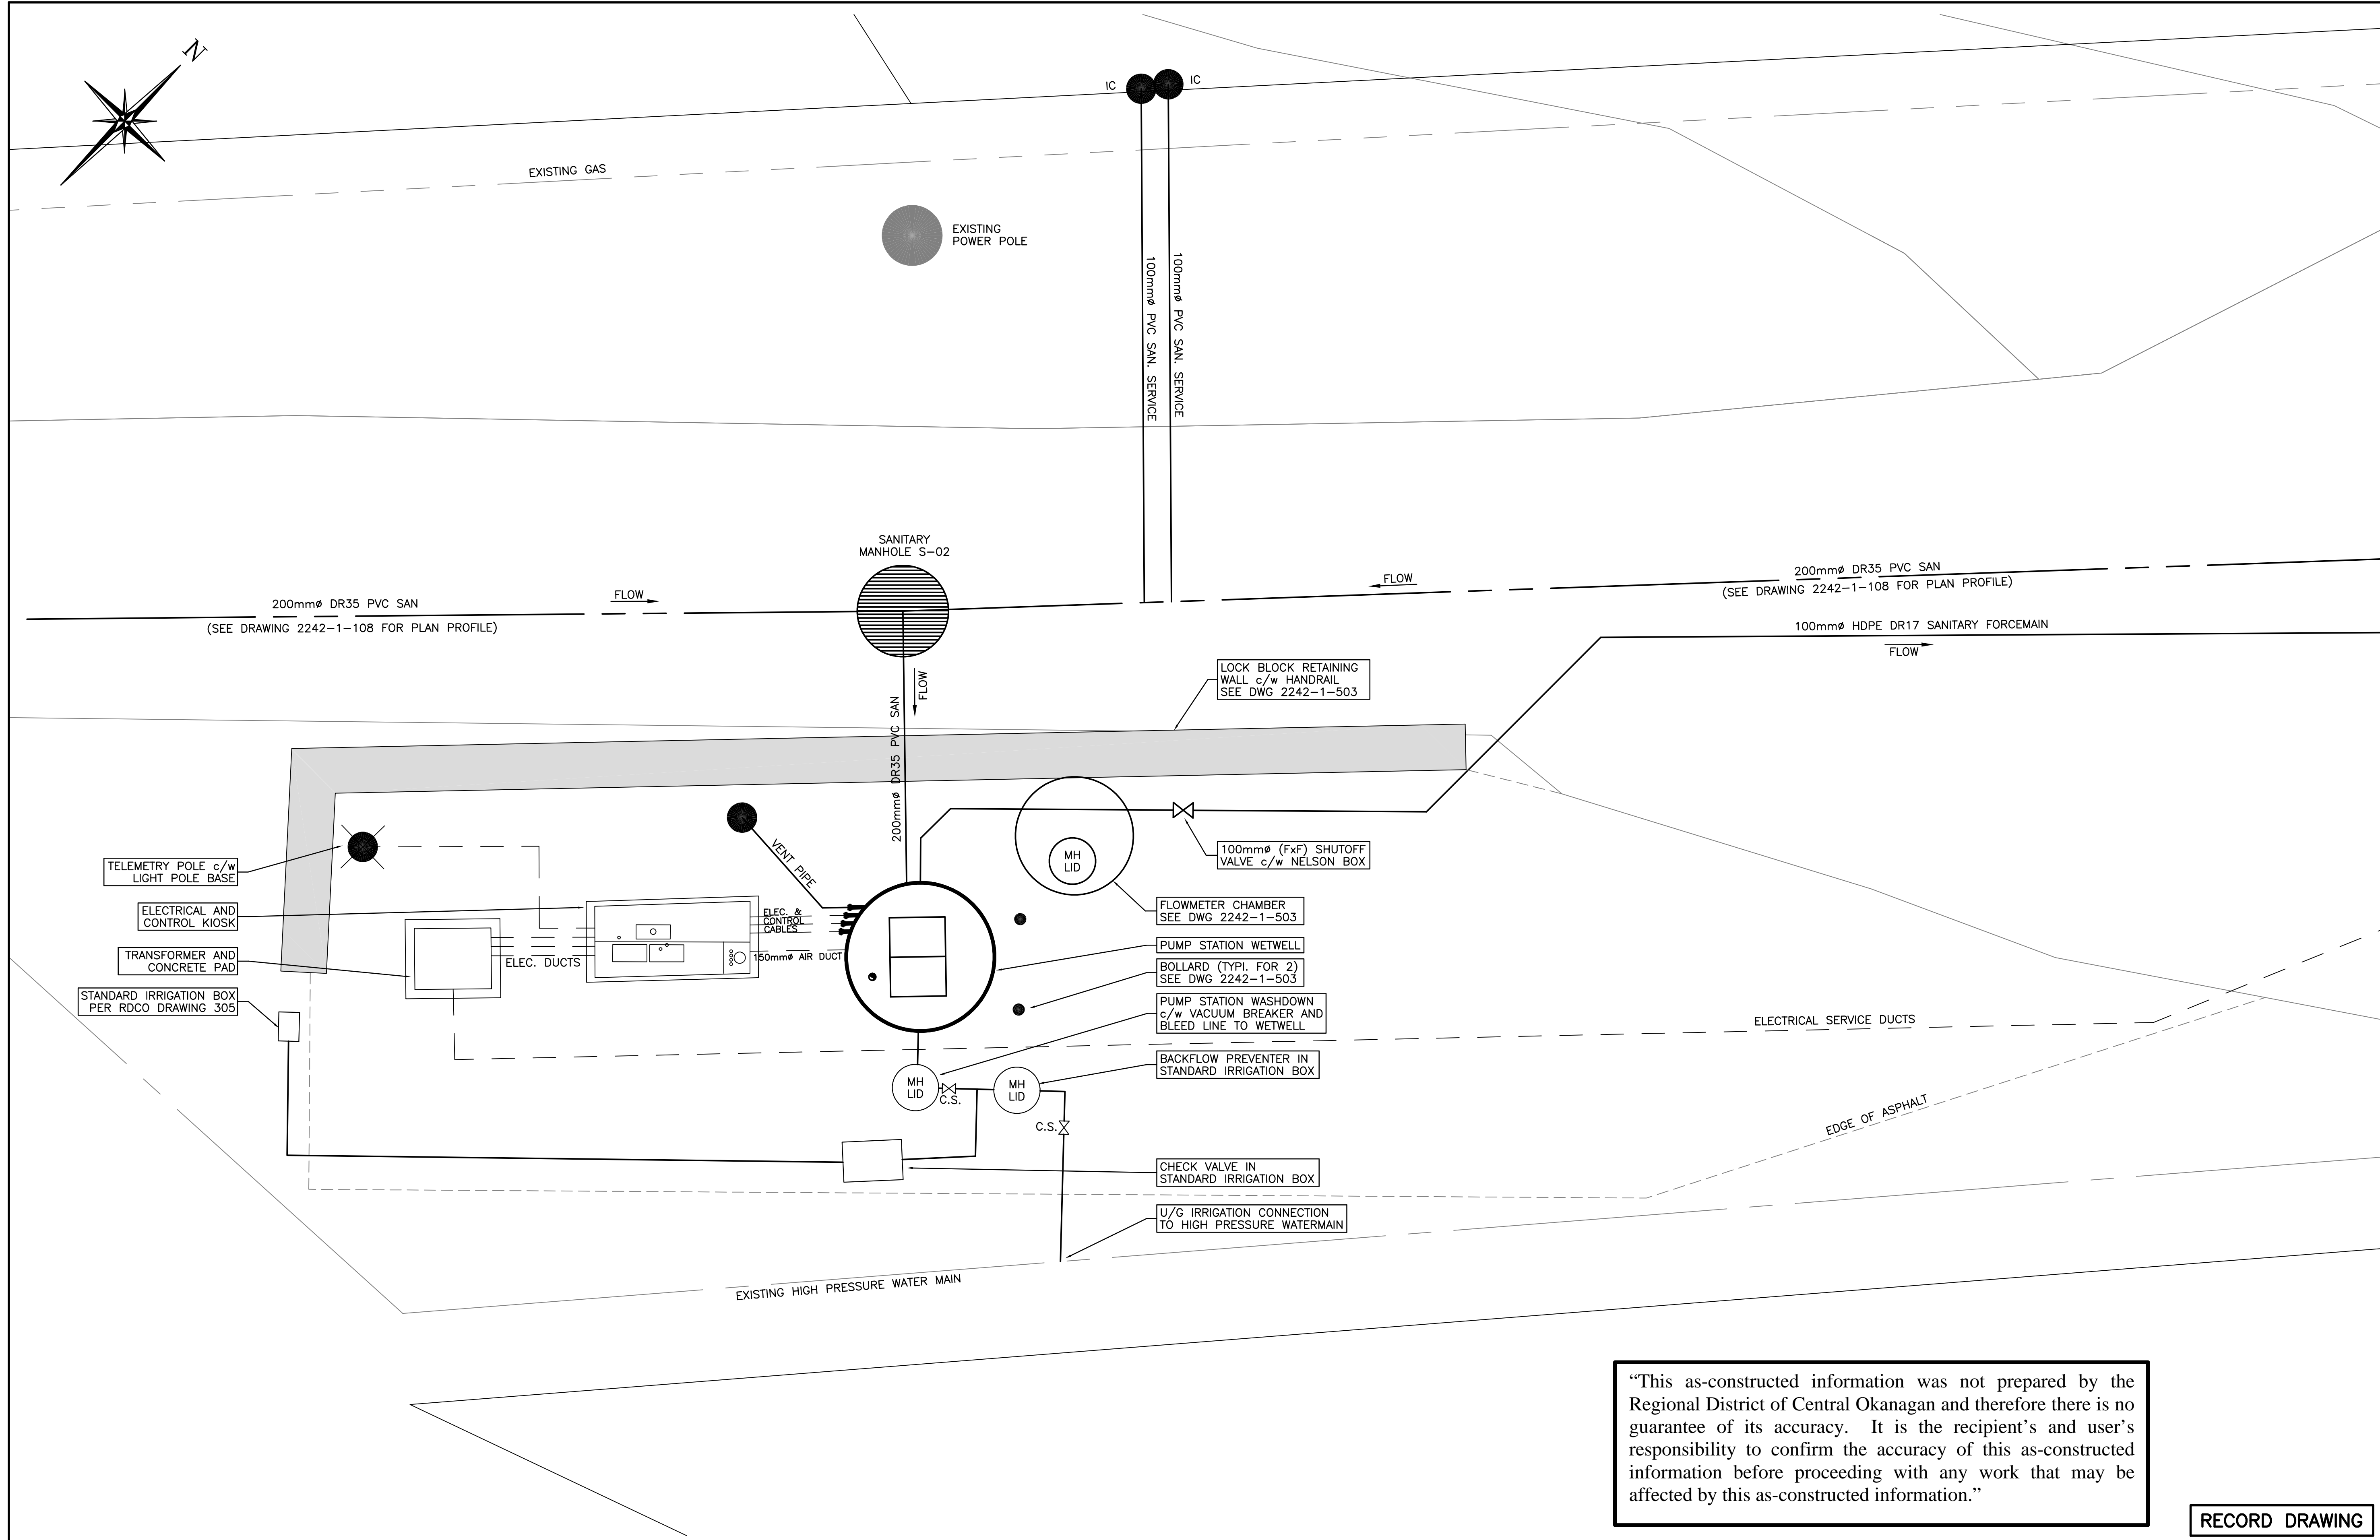 N
IC
IC
EXISTING GAS
EXISTING
POWER POLE
100mmø PVC SAN. SERVICE
100mmø PVC SAN. SERVICE
SANITARY
MANHOLE S-02
200mmø DR35 PVC SAN
(SEE DRAWING 2242-1-108 FOR PLAN PROFILE)
FLOW
FLOW
200mmø DR35 PVC SAN
(SEE DRAWING 2242-1-108 FOR PLAN PROFILE)
100mmø HDPE DR17 SANITARY FORCEMAIN
FLOW
FLOW
200mmø DR35 PVC SAN
LOCK BLOCK RETAINING
WALL c/w HANDRAIL
SEE DWG 2242-1-503
VENT PIPE
MH
LID
100mmø (FxF) SHUTOFF
VALVE c/w NELSON BOX
TELEMETRY POLE c/w
LIGHT POLE BASE
ELECTRICAL AND
CONTROL KIOSK
TRANSFORMER AND
CONCRETE PAD
STANDARD IRRIGATION BOX
PER RDCO DRAWING 305
ELEC. DUCTS
ELEC. &
CONTROL
CABLES
150mmø AIR DUCT
FLOWMETER CHAMBER
SEE DWG 2242-1-503
PUMP STATION WETWELL
BOLLARD (TYPI. FOR 2)
SEE DWG 2242-1-503
PUMP STATION WASHDOWN
c/w VACUUM BREAKER AND
BLEED LINE TO WETWELL
ELECTRICAL SERVICE DUCTS
BACKFLOW PREVENTER IN
STANDARD IRRIGATION BOX
MH
LID
C.S.
MH
LID
C.S.
EDGE OF ASPHALT
CHECK VALVE IN
STANDARD IRRIGATION BOX
U/G IRRIGATION CONNECTION
TO HIGH PRESSURE WATERMAIN
EXISTING HIGH PRESSURE WATER MAIN
“This as-constructed information was not prepared by the
Regional District of Central Okanagan and therefore there is no
guarantee of its accuracy. It is the recipient’s and user’s
responsibility to confirm the accuracy of this as-constructed
information before proceeding with any work that may be
affected by this as-constructed information.”
RECORD DRAWING